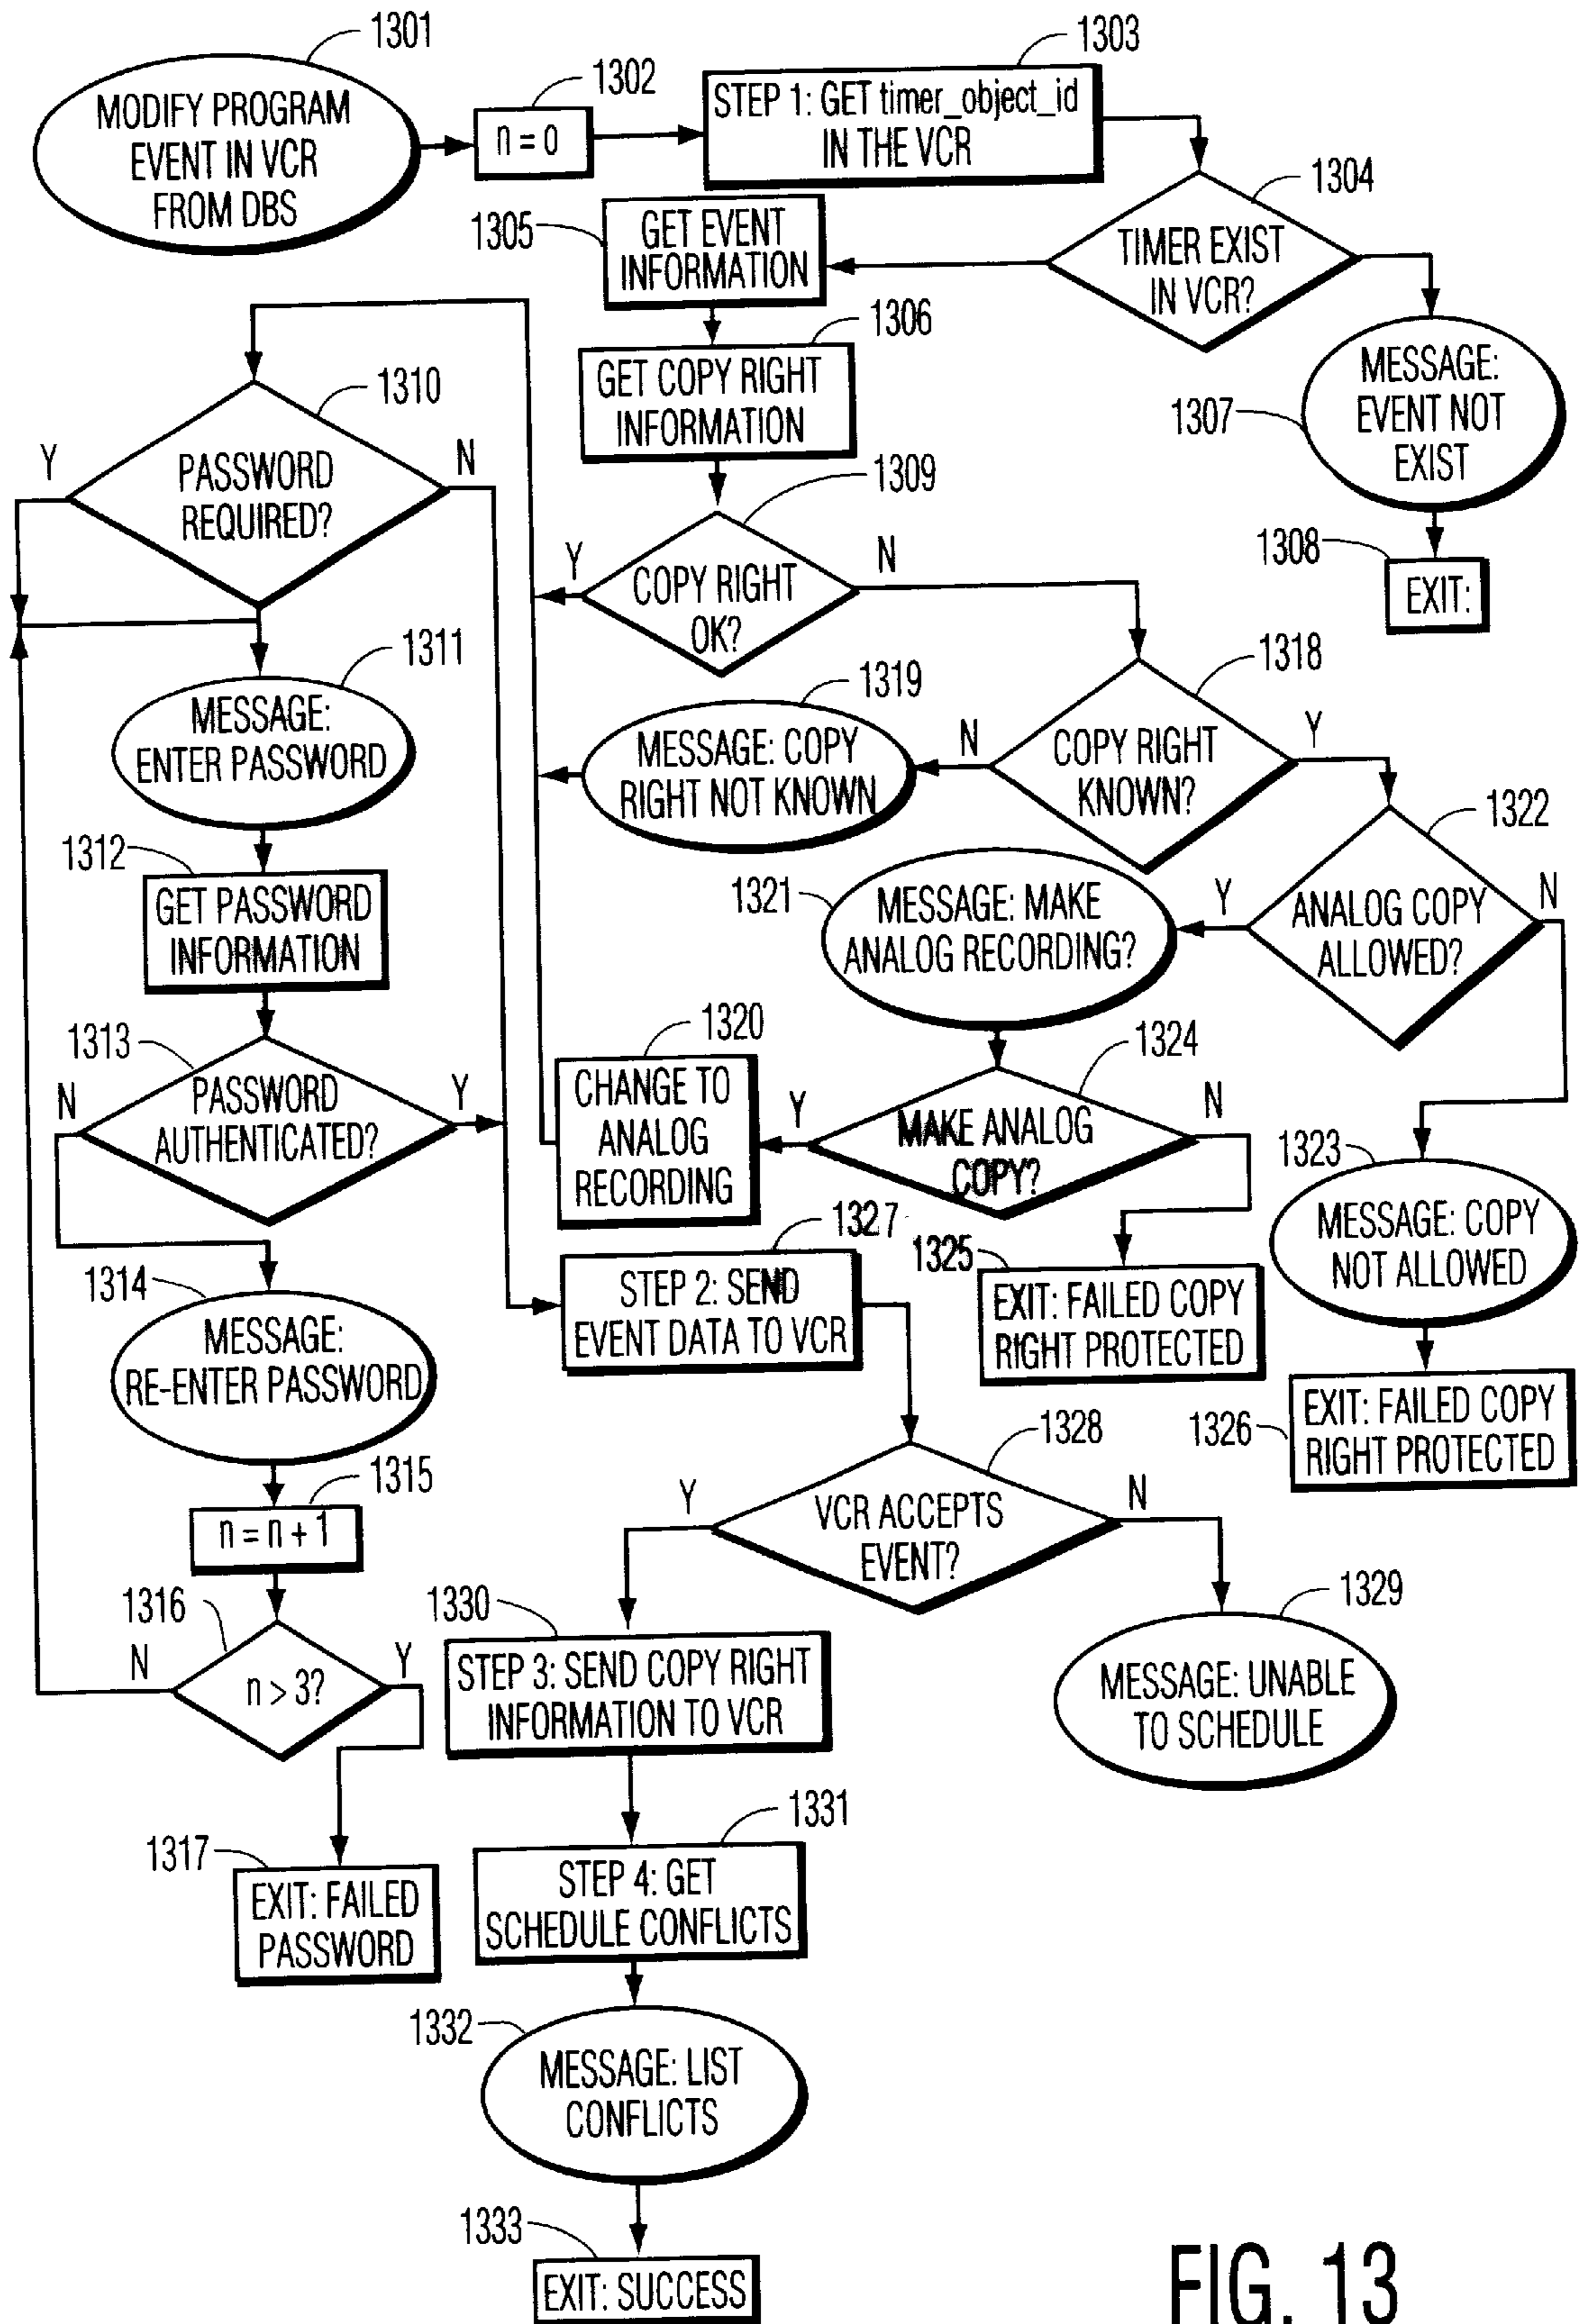 1301
MODIFY PROGRAM
EVENT IN VCR
FROM DBS
1302
n = 0
1303
STEP 1: GET timer_object_id
IN THE VCR
1304
TIMER EXIST
IN VCR?
1305
GET EVENT
INFORMATION
1306
GET COPY RIGHT
INFORMATION
1307
MESSAGE:
EVENT NOT
EXIST
1308
EXIT:
1309
COPY RIGHT
OK?
Y
N
1310
PASSWORD
REQUIRED?
Y
N
1311
MESSAGE:
ENTER PASSWORD
1312
GET PASSWORD
INFORMATION
1313
PASSWORD
AUTHENTICATED?
N
Y
1314
MESSAGE:
RE-ENTER PASSWORD
1315
n = n + 1
1316
n > 3?
N
Y
1317
EXIT: FAILED
PASSWORD
1318
COPY RIGHT
KNOWN?
N
Y
1319
MESSAGE: COPY
RIGHT NOT KNOWN
1320
CHANGE TO
ANALOG
RECORDING
1321
MESSAGE: MAKE
ANALOG RECORDING?
1322
ANALOG COPY
ALLOWED?
Y
N
1323
MESSAGE: COPY
NOT ALLOWED
1324
MAKE ANALOG
COPY?
Y
N
1325
EXIT: FAILED COPY
RIGHT PROTECTED
1326
EXIT: FAILED COPY
RIGHT PROTECTED
1327
STEP 2: SEND
EVENT DATA TO VCR
1328
VCR ACCEPTS
EVENT?
Y
N
1329
MESSAGE: UNABLE
TO SCHEDULE
1330
STEP 3: SEND COPY RIGHT
INFORMATION TO VCR
1331
STEP 4: GET
SCHEDULE CONFLICTS
1332
MESSAGE: LIST
CONFLICTS
1333
EXIT: SUCCESS
FIG. 13